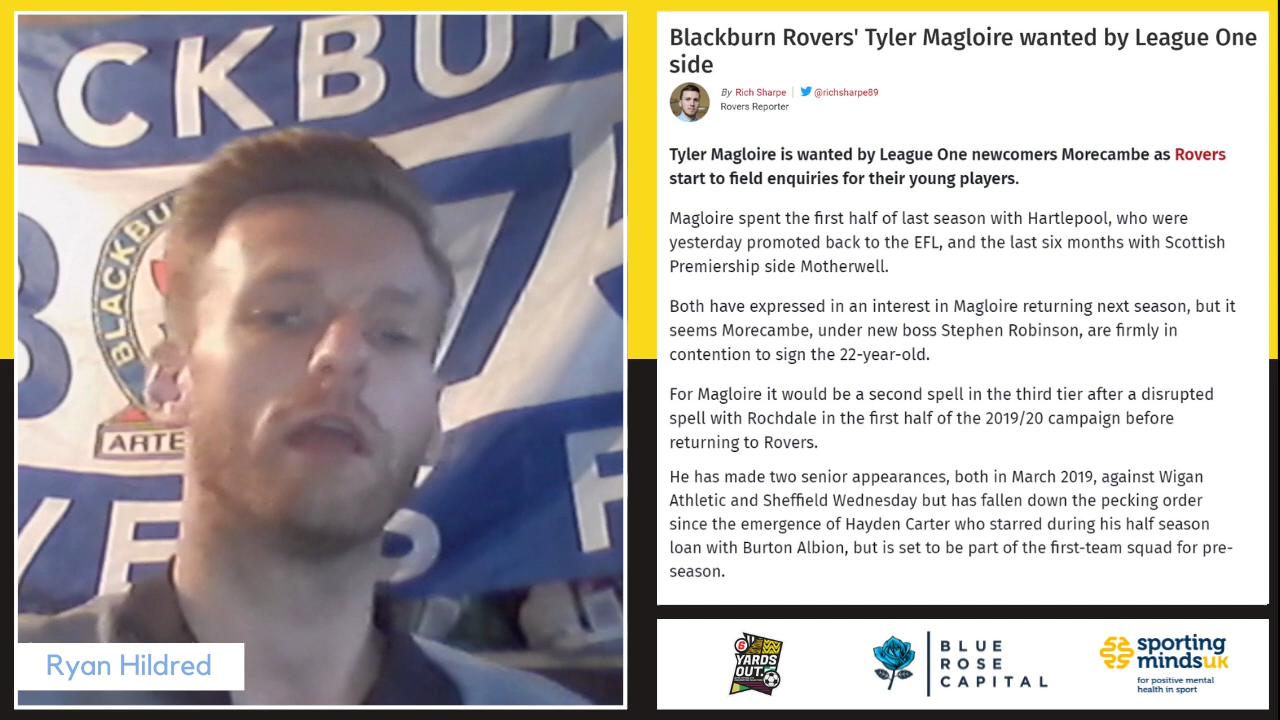 ACKBUR
BLACKBU
ARTE
Ryan Hildred
Blackburn Rovers' Tyler Magloire wanted by League One
side
By Rich Sharpe | @richsharpe89
Rovers Reporter
Tyler Magloire is wanted by League One newcomers Morecambe as Rovers
start to field enquiries for their young players.
Magloire spent the first half of last season with Hartlepool, who were
yesterday promoted back to the EFL, and the last six months with Scottish
Premiership side Motherwell.
Both have expressed in an interest in Magloire returning next season, but it
seems Morecambe, under new boss Stephen Robinson, are firmly in
contention to sign the 22-year-old.
For Magloire it would be a second spell in the third tier after a disrupted
spell with Rochdale in the first half of the 2019/20 campaign before
returning to Rovers.
He has made two senior appearances, both in March 2019, against Wigan
Athletic and Sheffield Wednesday but has fallen down the pecking order
since the emergence of Hayden Carter who starred during his half season
loan with Burton Albion, but is set to be part of the first-team squad for pre-
season.
6
YARDS
OUT
BLUE
ROSE
CAPITAL
sporting
mindsuk
for positive mental
health in sport